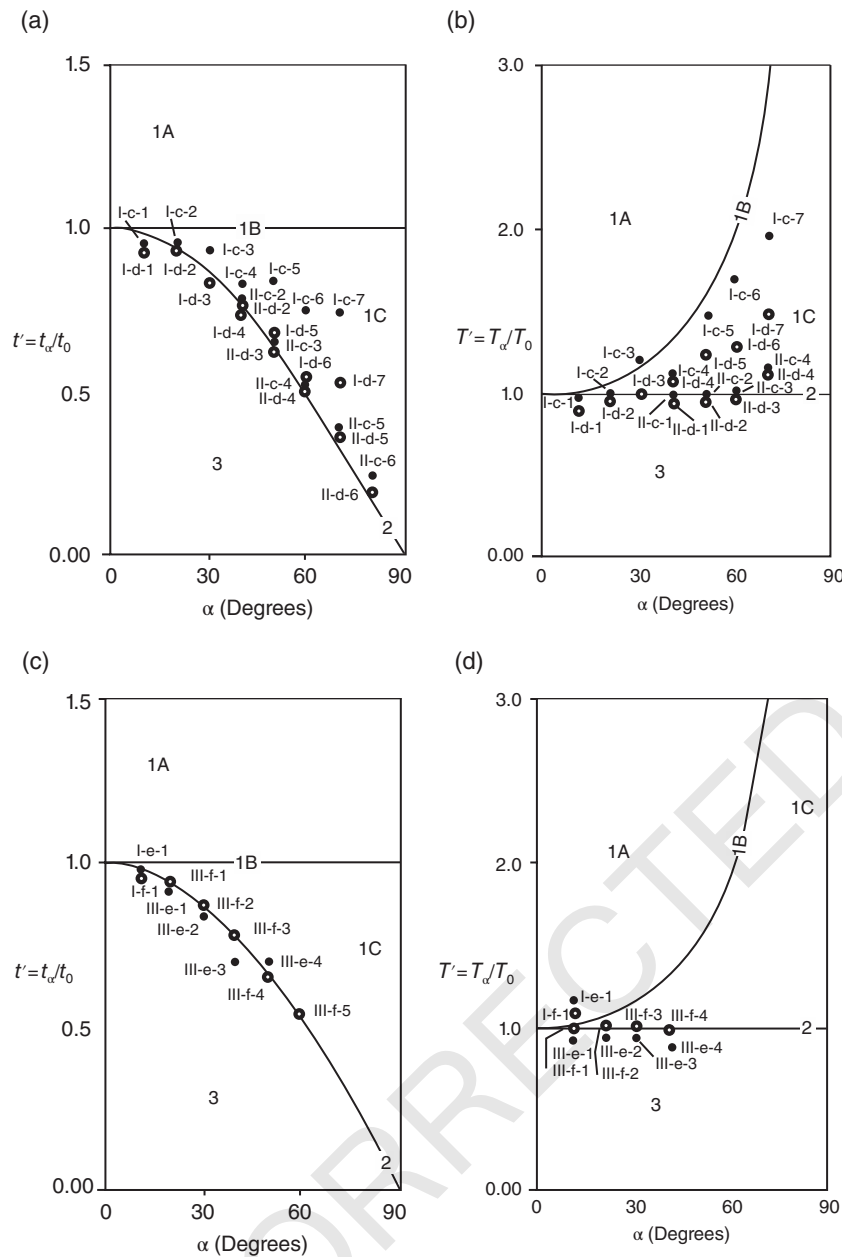 (a)
1.5
1A
I-c-1
I-c-2
1.0
1B
I-c-3
I-d-1
I-d-2
I-c-4
I-c-5
I-d-3
II-c-2
II-d-2
I-c-6
I-c-7
1C
t′ = tα/t0
I-d-4
I-d-5
II-d-3
II-c-3
I-d-6
0.5
II-c-4
II-d-4
I-d-7
II-c-5
II-d-5
3
II-c-6
II-d-6
2
0.00
0
30
60
90
α (Degrees)
(b)
3.0
1A
1B
2.0
I-c-7
I-c-6
1C
T′ = Tα/T0
I-c-5
I-d-7
I-c-3
I-d-6
I-c-2
I-c-4
I-d-5
II-c-4
I-d-3
I-d-4
II-c-2
II-d-4
1.0
I-c-1
II-c-3
2
I-d-1
I-d-2
II-c-1
II-d-1
II-d-2
II-d-3
3
0.00
0
30
60
90
α (Degrees)
(c)
1.5
1A
I-e-1
1.0
1B
I-f-1
III-f-1
III-e-1
III-f-2
III-e-2
III-f-3
1C
t′ = tα/t0
III-e-3
III-e-4
III-f-4
0.5
III-f-5
3
2
0.00
0
30
60
90
α (Degrees)
(d)
3.0
1C
1A
1B
2.0
T′ = Tα/T0
I-e-1
I-f-1
III-f-3
III-f-4
1.0
2
III-e-1
III-e-2
III-e-4
III-f-1
III-f-2
III-e-3
3
0.00
0
30
60
90
α (Degrees)
ORRECTED